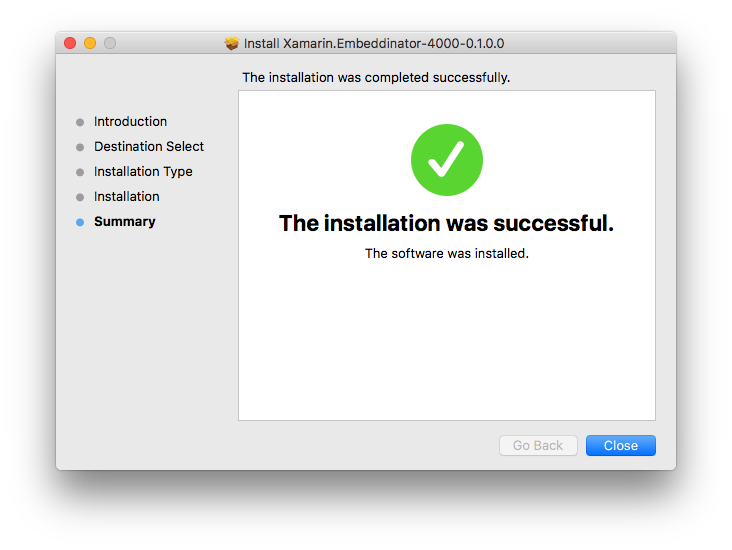 Install Xamarin.Embeddinator-4000-0.1.0.0
The installation was completed successfully.
Introduction
Destination Select
Installation Type
Installation
Summary
The installation was successful.
The software was installed.
Go Back
Close